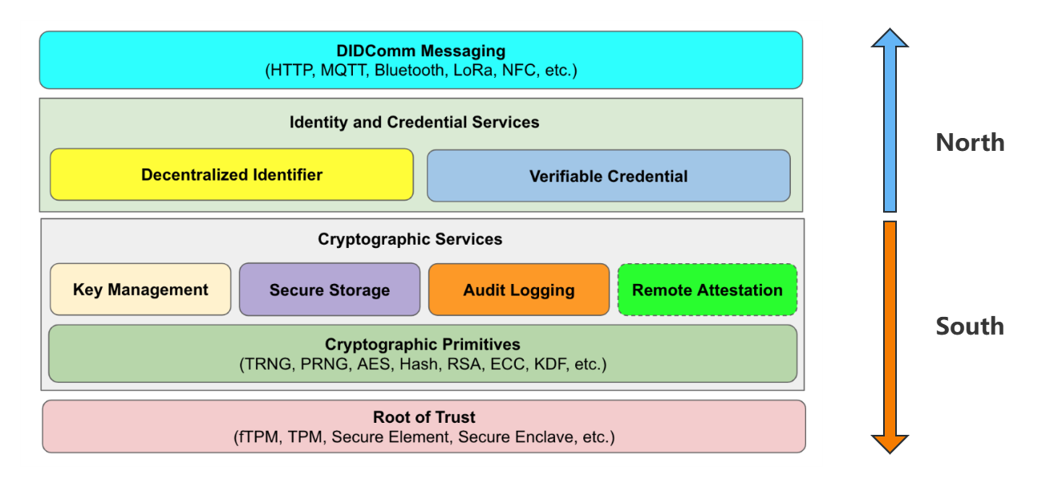 DIDComm Messaging
(HTTP, MQTT, Bluetooth, LoRa, NFC, etc.)
Identity and Credential Services
North
Decentralized Identifier
Verifiable Credential
Cryptographic Services
Key Management
Secure Storage
Audit Logging
Remote Attestation
South
Cryptographic Primitives
(TRNG, PRNG, AES, Hash, RSA, ECC, KDF, etc.)
Root of Trust
(fTPM, TPM, Secure Element, Secure Enclave, etc.)